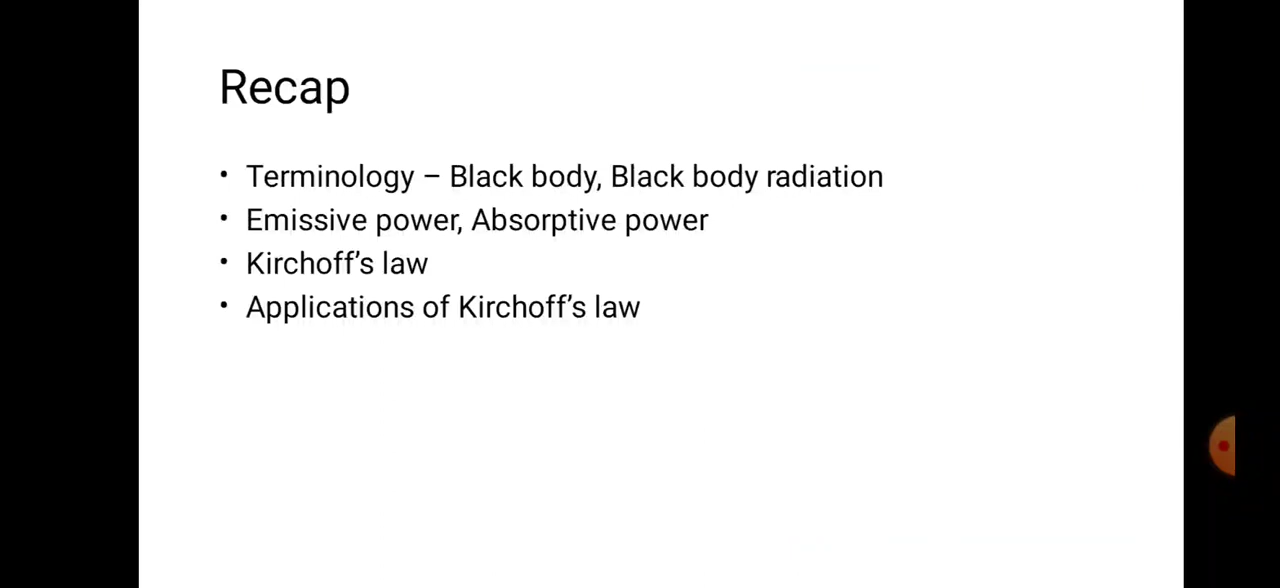 Recap
• Terminology – Black body, Black body radiation
• Emissive power, Absorptive power
• Kirchoff’s law
• Applications of Kirchoff’s law